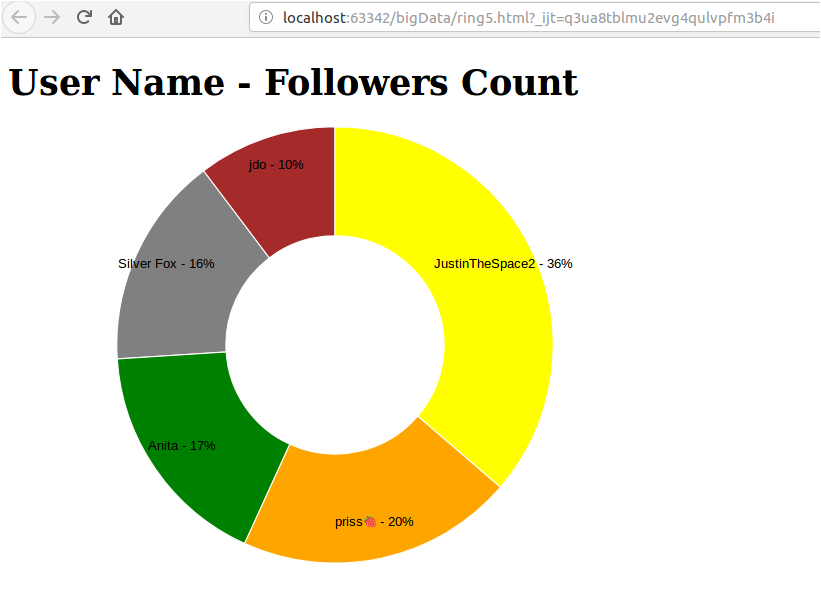 localhost:63342/bigData/ring5.html?_ijt=q3ua8tblmu2evg4qulvpfm3b4i
User Name - Followers Count
jdo - 10%
Silver Fox - 16%
JustinTheSpace2 - 36%
Anita - 17%
priss🍓 - 20%